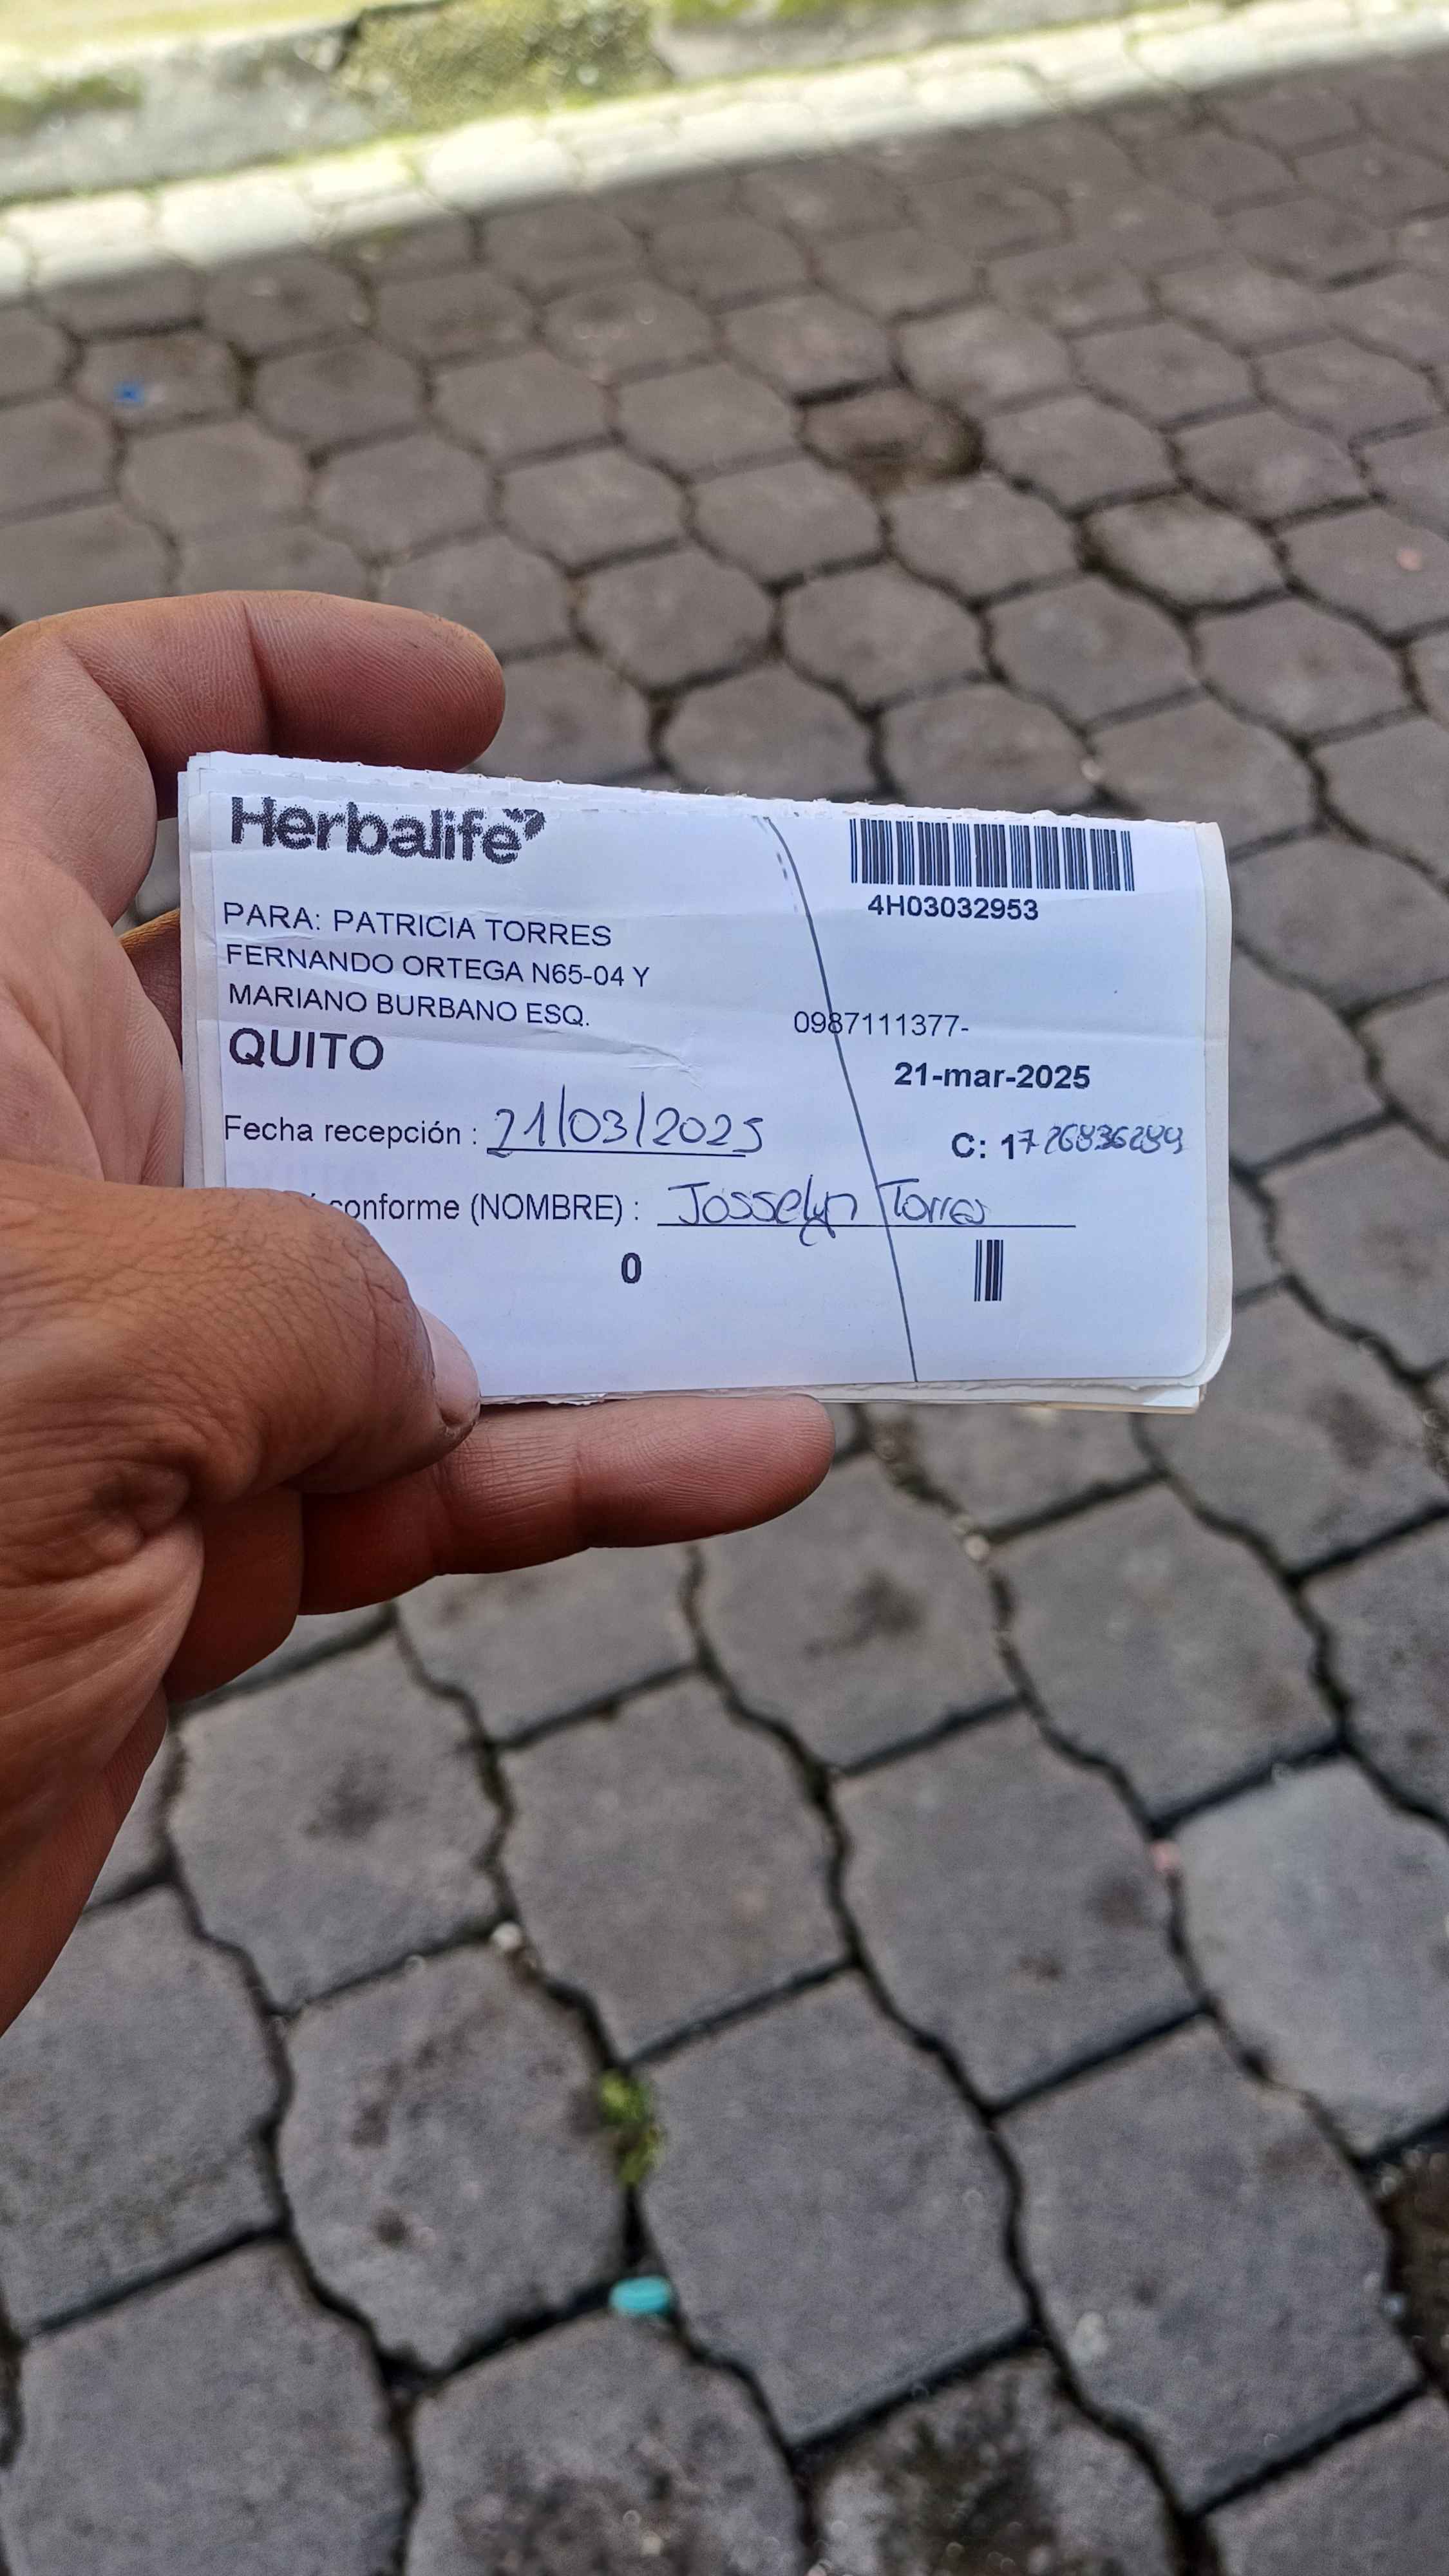 Herbalife
4H03032953
PARA: PATRICIA TORRES
FERNANDO ORTEGA N65-04 Y
MARIANO BURBANO ESQ.
0987111377-
QUITO
21-mar-2025
Fecha recepción : 21/03/2025
C: 1726836289
conforme (NOMBRE) : Josselyn Torres
0